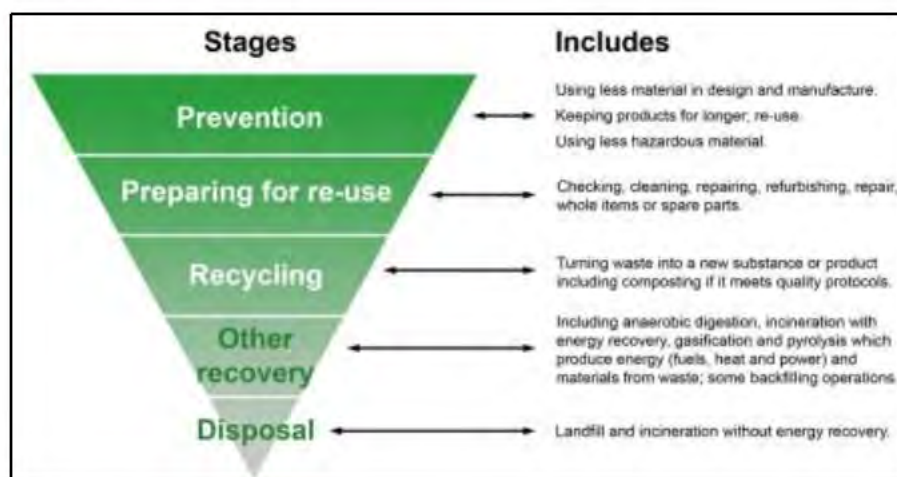 Stages
Includes
Prevention
Using less material in design and manufacture.
Keeping products for longer; re-use.
Using less hazardous material.
Preparing for re-use
Checking, cleaning, repairing, refurbishing, repair,
whole items or spare parts.
Recycling
Turning waste into a new substance or product
including composting if it meets quality protocols.
Other
recovery
Including anaerobic digestion, incineration with
energy recovery, gasification and pyrolysis which
produce energy (fuels, heat and power) and
materials from waste; some backfilling operations.
Disposal
Landfill and incineration without energy recovery.